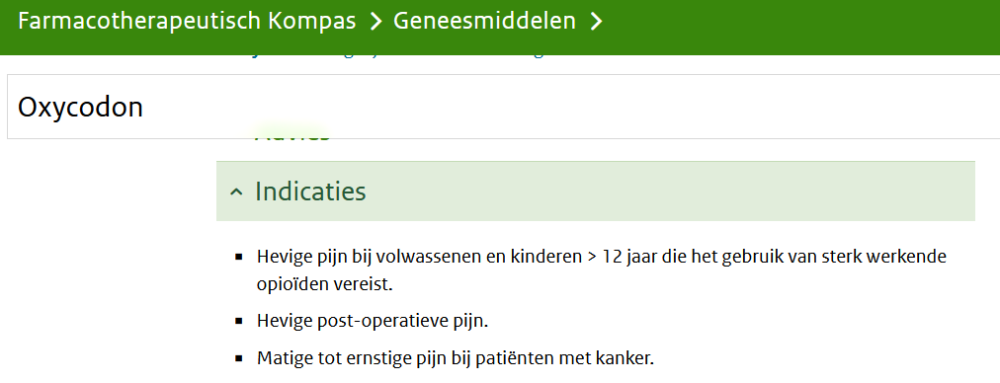 Farmacotherapeutisch Kompas > Geneesmiddelen >
Oxycodon
Indicaties
▪ Hevige pijn bij volwassenen en kinderen > 12 jaar die het gebruik van sterk werkende
opioïden vereist.
▪ Hevige post-operatieve pijn.
▪ Matige tot ernstige pijn bij patiënten met kanker.